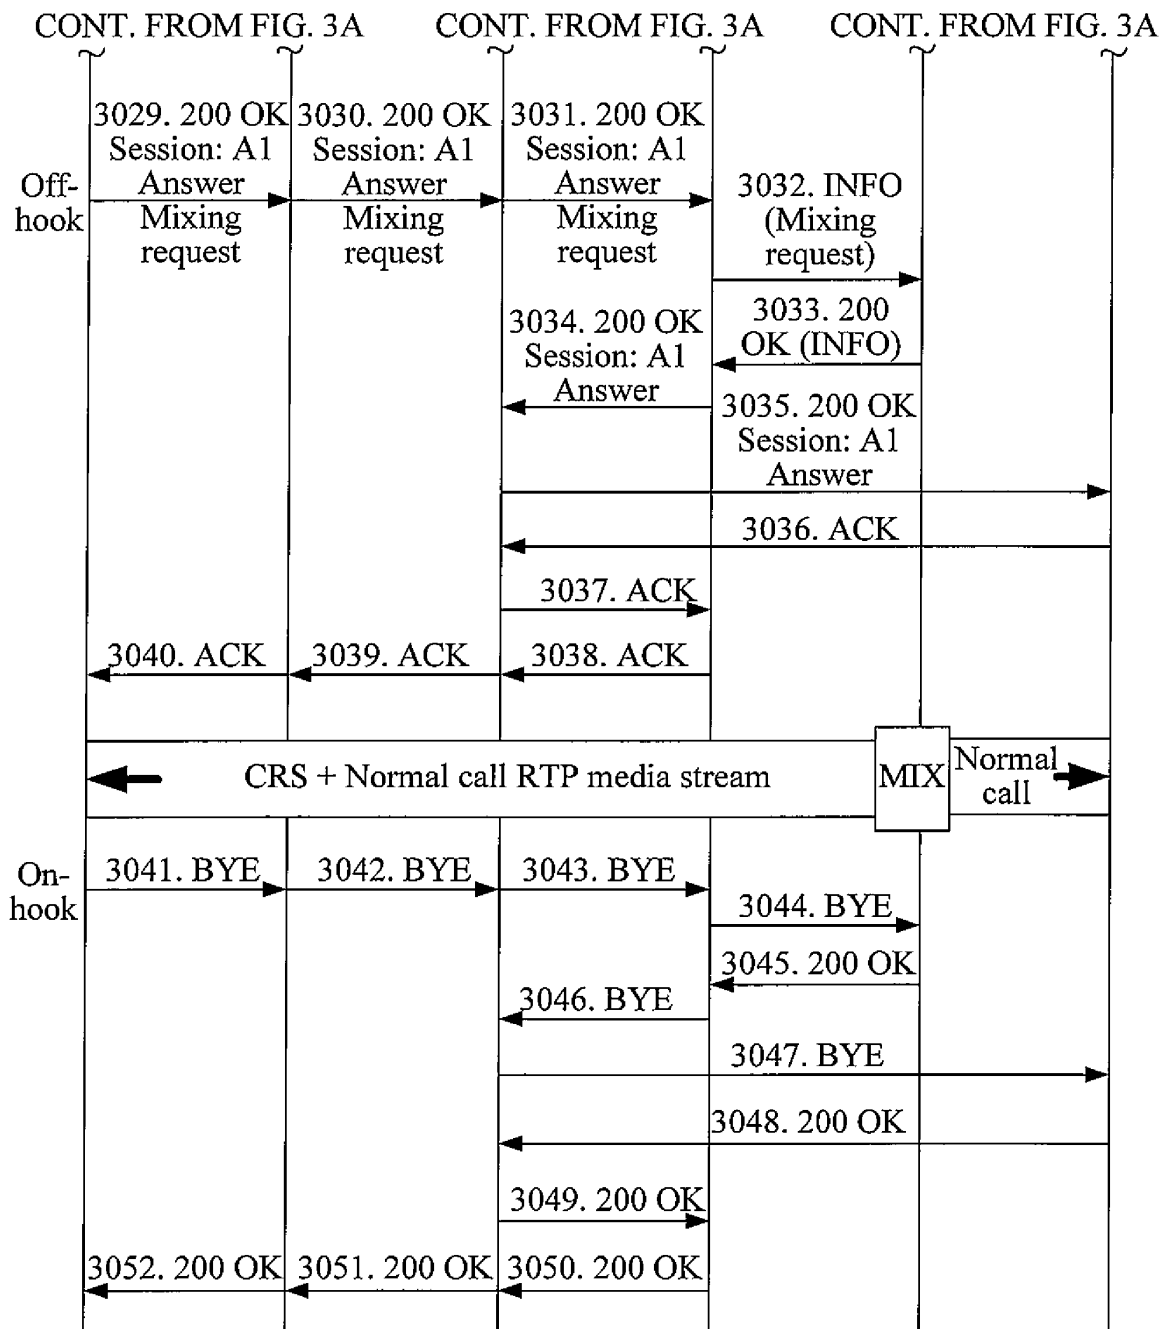 CONT. FROM FIG. 3A CONT. FROM FIG. 3A CONT. FROM FIG. 3A
3029. 200 OK
Session: A1
Answer
Mixing
request
3030. 200 OK
Session: A1
Answer
Mixing
request
3031. 200 OK
Session: A1
Answer
Mixing
request
Off-
hook
3032. INFO
(Mixing
request)
3033. 200
OK (INFO)
3034. 200 OK
Session: A1
Answer
3035. 200 OK
Session: A1
Answer
3036. ACK
3037. ACK
3040. ACK
3039. ACK
3038. ACK
CRS + Normal call RTP media stream
MIX
Normal
call
On-
hook
3041. BYE
3042. BYE
3043. BYE
3044. BYE
3045. 200 OK
3046. BYE
3047. BYE
3048. 200 OK
3049. 200 OK
3052. 200 OK
3051. 200 OK
3050. 200 OK